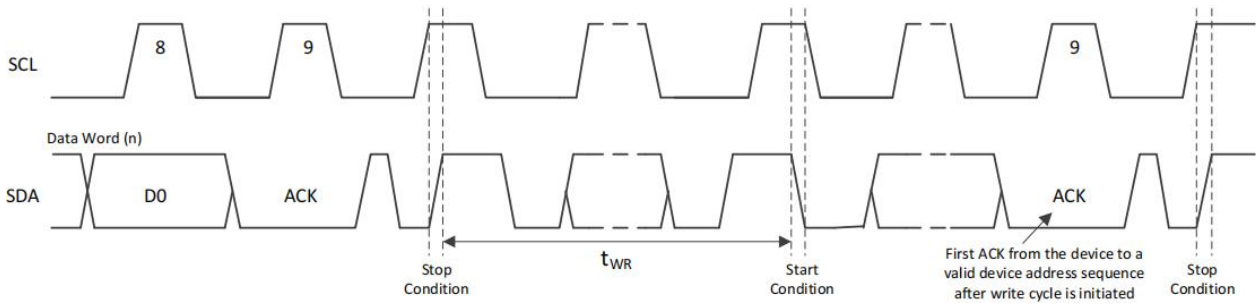 8
9
9
SCL
Data Word (n)
SDA
D0
ACK
ACK
tWR
Stop
Condition
Start
Condition
First ACK from the device to a
valid device address sequence
after write cycle is initiated
Stop
Condition